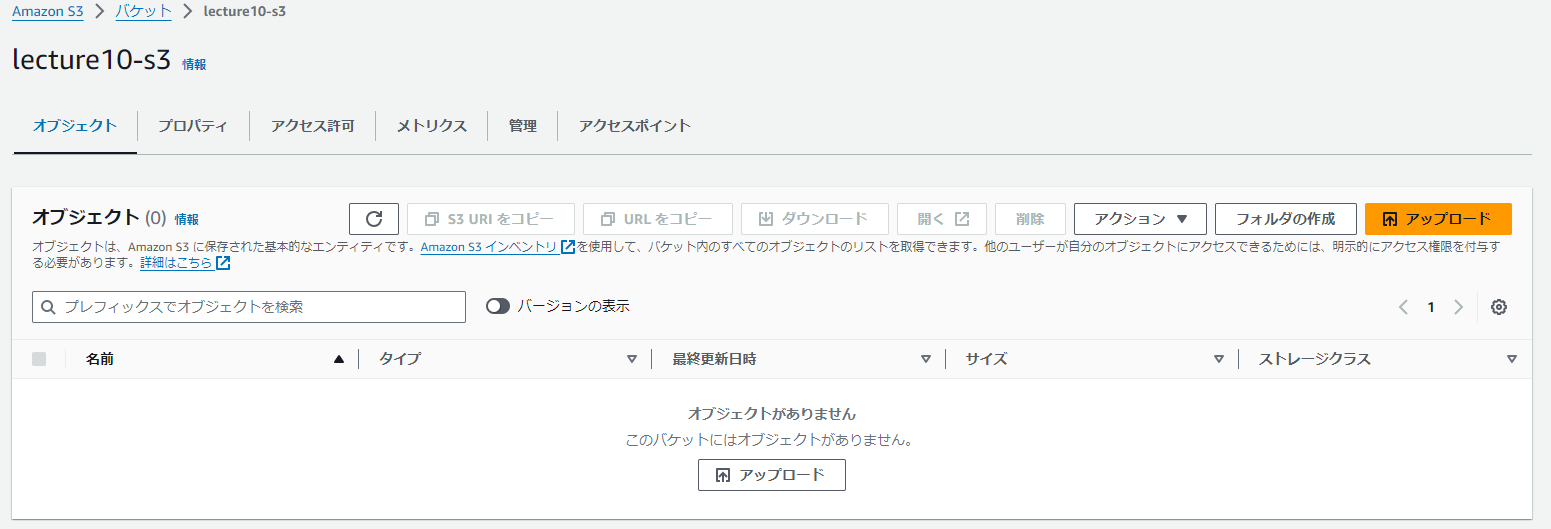 Amazon S3 > バケット > lecture10-s3
lecture10-s3 情報
オブジェクト プロパティ アクセス許可 メトリクス 管理 アクセスポイント
オブジェクト (0) 情報 S3 URI をコピー URL をコピー ダウンロード 開く 削除 アクション フォルダの作成 アップロード
オブジェクトは、Amazon S3 に保存された基本的なエンティティです。Amazon S3 インベントリ を使用して、バケット内のすべてのオブジェクトのリストを取得できます。他のユーザーが自分のオブジェクトにアクセスできるためには、明示的にアクセス権限を付与す
る必要があります。詳細はこちら
プレフィックスでオブジェクトを検索 バージョンの表示 1
名前 タイプ 最終更新日時 サイズ ストレージクラス
オブジェクトがありません
このバケットにはオブジェクトがありません。
アップロード